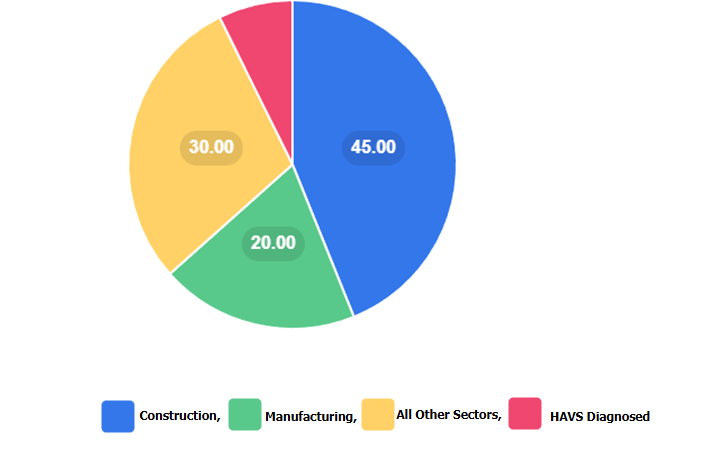 30.00
45.00
20.00
Construction, Manufacturing, All Other Sectors, HAVS Diagnosed